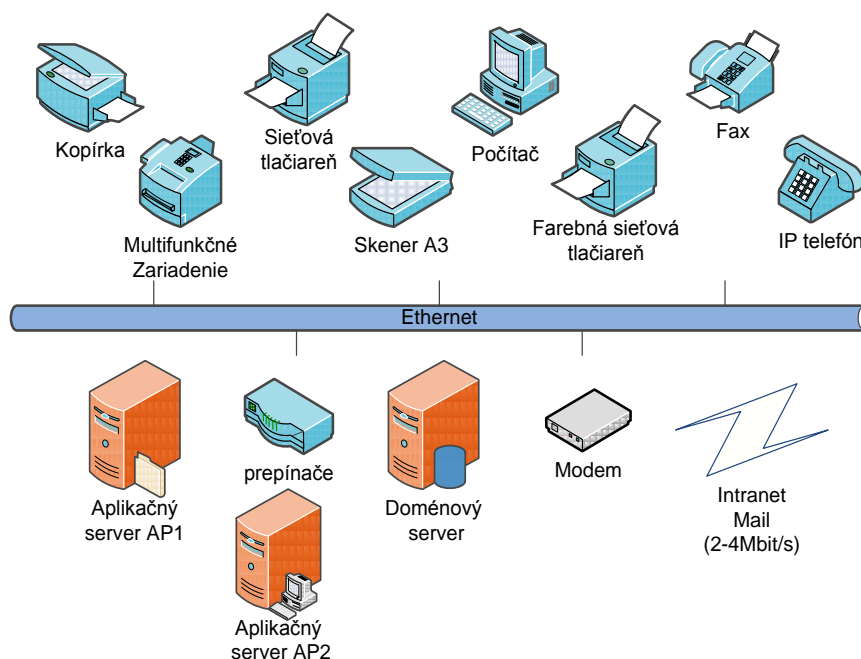 Kopírka
Sieťová
tlačiareň
Počítač
Fax
Multifunkčné
Zariadenie
Skener A3
Farebná sieťová
tlačiareň
IP telefón
Ethernet
Aplikačný
server AP1
prepínače
Doménový
server
Modem
Intranet
Mail
(2-4Mbit/s)
Aplikačný
server AP2